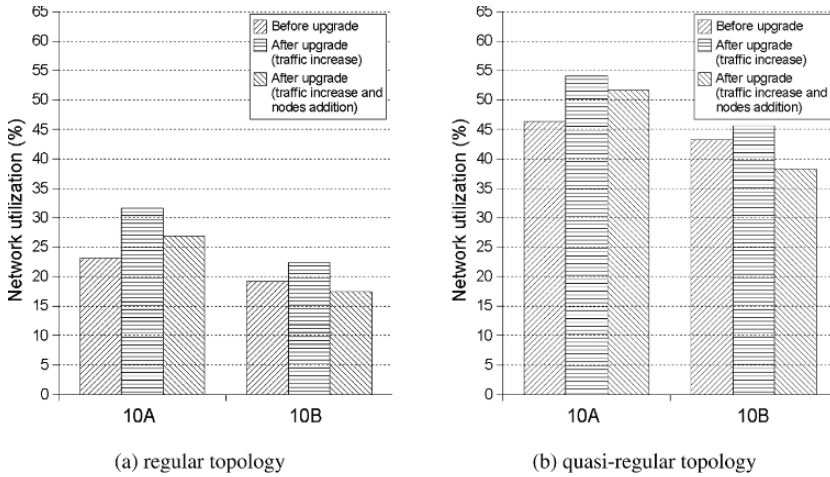 65
60
55
50
45
40
35
30
25
20
15
10
5
0
Network utilization (%)
Before upgrade
After upgrade
(traffic increase)
After upgrade
(traffic increase and
nodes addition)
10A 10B
(a) regular topology
65
60
55
50
45
40
35
30
25
20
15
10
5
0
Network utilization (%)
Before upgrade
After upgrade
(traffic increase)
After upgrade
(traffic increase and
nodes addition)
10A 10B
(b) quasi-regular topology